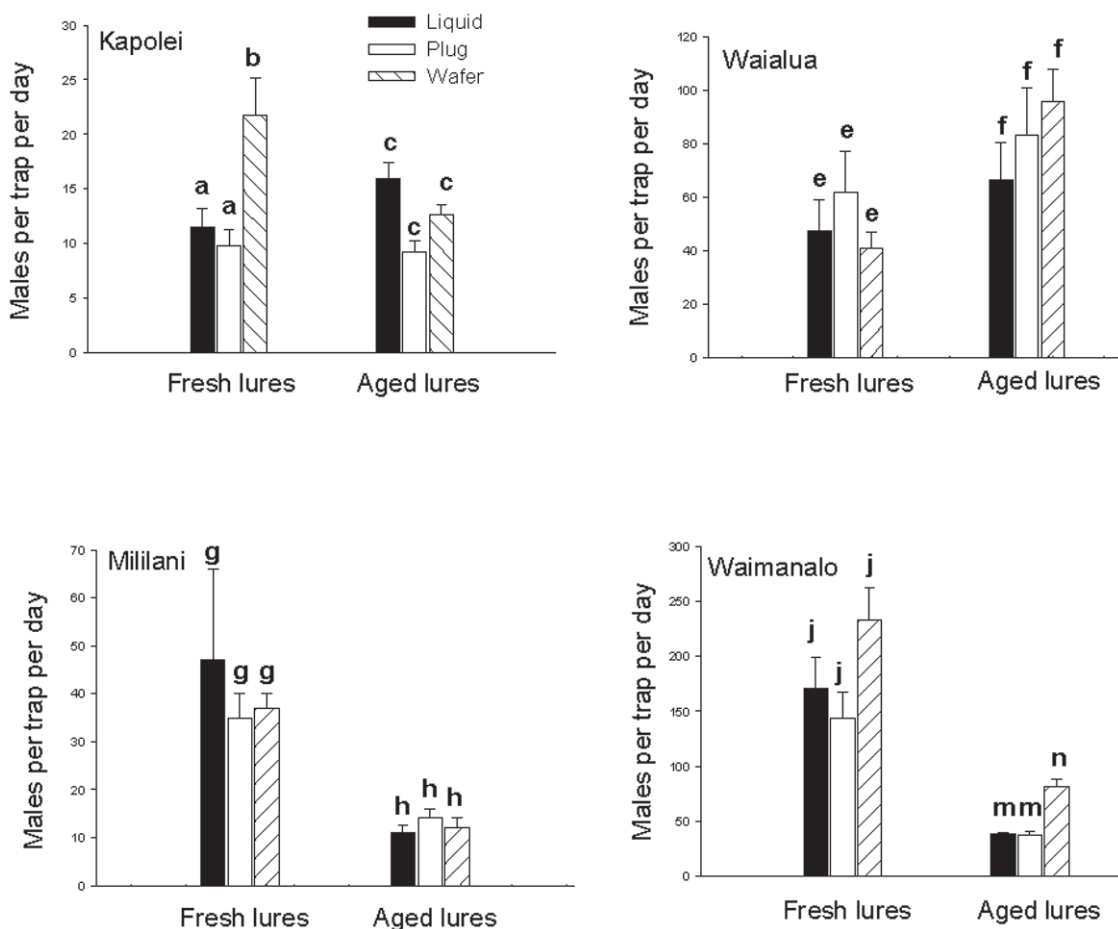 Kapolei
Liquid
Plug
Wafer
Males per trap per day
30
25
20
15
10
5
0
a
a
b
c
c
c
Fresh lures
Aged lures
Waialua
Males per trap per day
120
100
80
60
40
20
0
e
e
e
f
f
f
Fresh lures
Aged lures
Mililani
Males per trap per day
70
60
50
40
30
20
10
0
g
g
g
h
h
h
Fresh lures
Aged lures
Waimanalo
Males per trap per day
300
250
200
150
100
50
0
j
j
j
m
m
n
Fresh lures
Aged lures